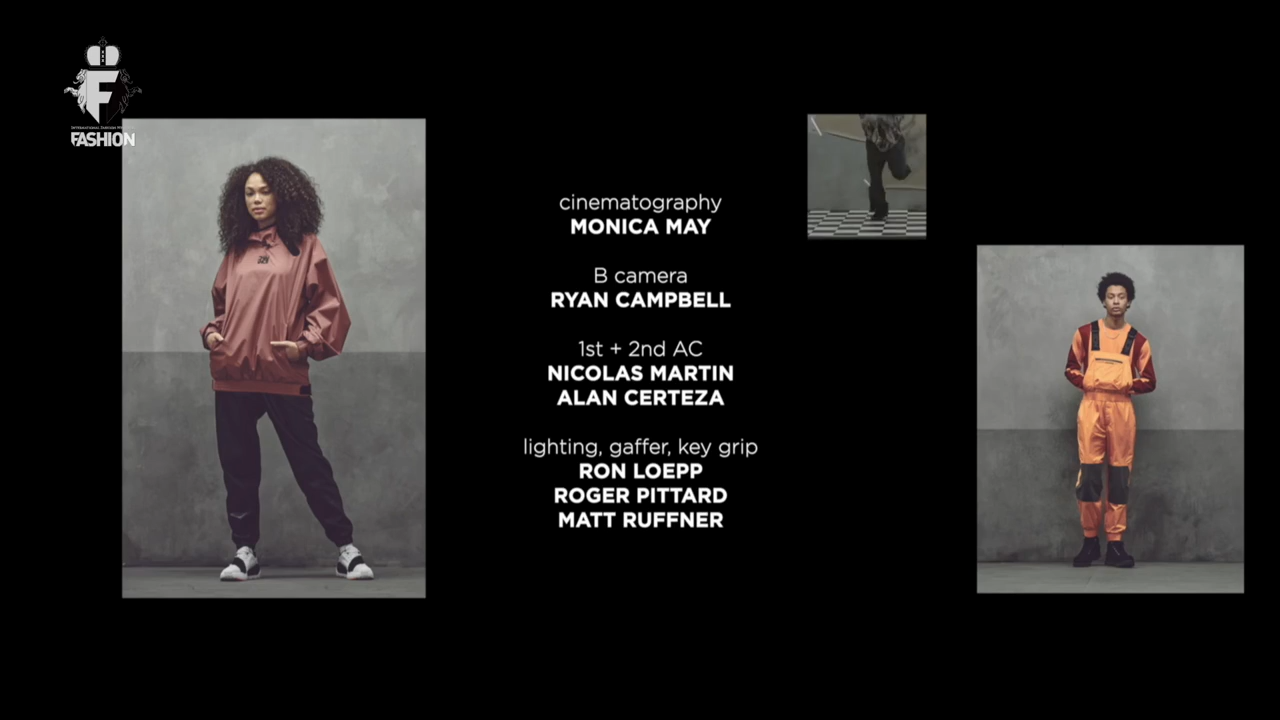 F
FASHION
cinematography
MONICA MAY
B camera
RYAN CAMPBELL
1st + 2nd AC
NICOLAS MARTIN
ALAN CERTEZA
lighting, gaffer, key grip
RON LOEPP
ROGER PITTARD
MATT RUFFNER